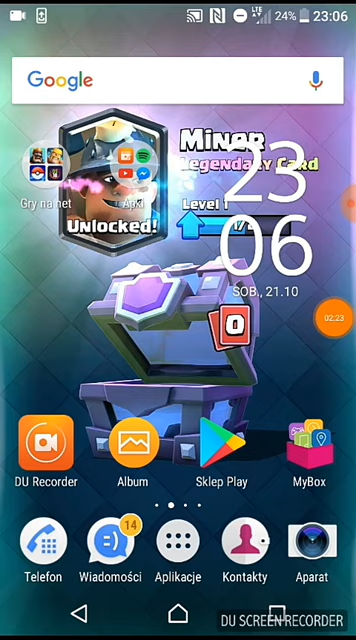 LTE 24% 23:06
Google
Miner
Legendary Card
23
06
Gry na net
Level 1
Unlocked!
SOB., 21.10
02:23
0
DU Recorder Album Sklep Play MyBox
14
Telefon Wiadomości Aplikacje Kontakty Aparat
DU SCREEN RECORDER